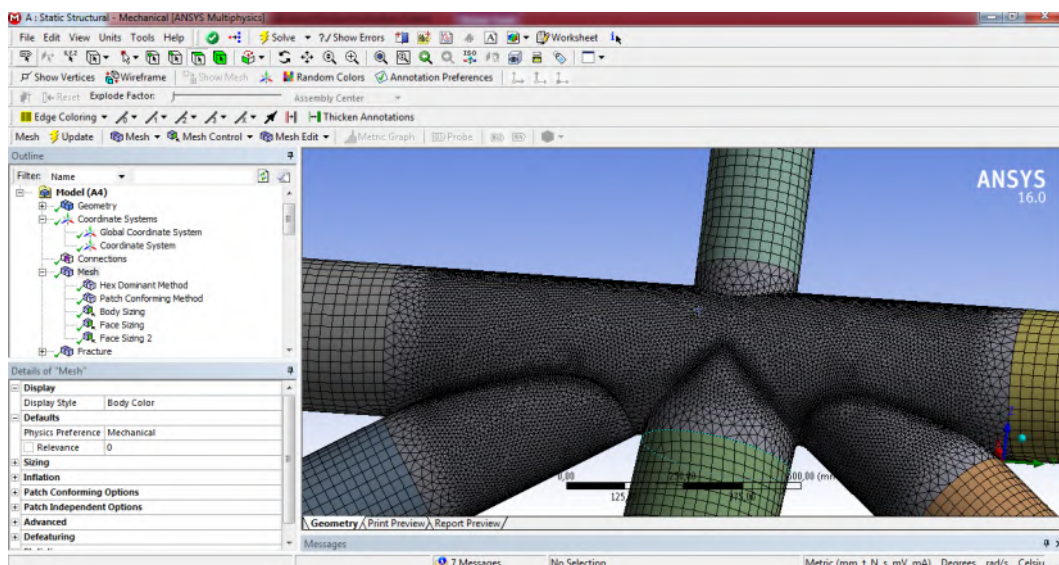 A : Static Structural - Mechanical [ANSYS Multiphysics]
File Edit View Units Tools Help Solve ?/ Show Errors Worksheet
Show Vertices Wireframe Show Mesh Random Colors Annotation Preferences
Reset Explode Factor: Assembly Center
Edge Coloring Thicken Annotations
Mesh Update Mesh Mesh Control Mesh Edit Metric Graph Probe
Outline
Filter: Name
Model (A4)
Geometry
Coordinate Systems
Global Coordinate System
Coordinate System
Connections
Mesh
Hex Dominant Method
Patch Conforming Method
Body Sizing
Face Sizing
Face Sizing 2
Fracture
Details of "Mesh"
Display
Display Style Body Color
Defaults
Physics Preference Mechanical
Relevance 0
Sizing
Inflation
Patch Conforming Options
Patch Independent Options
Advanced
Defeaturing
ANSYS
16.0
Geometry Print Preview Report Preview
Messages
7 Messages No Selection Metric (mm, t, N, s, mV, mA) Degrees rad/s Celsiu